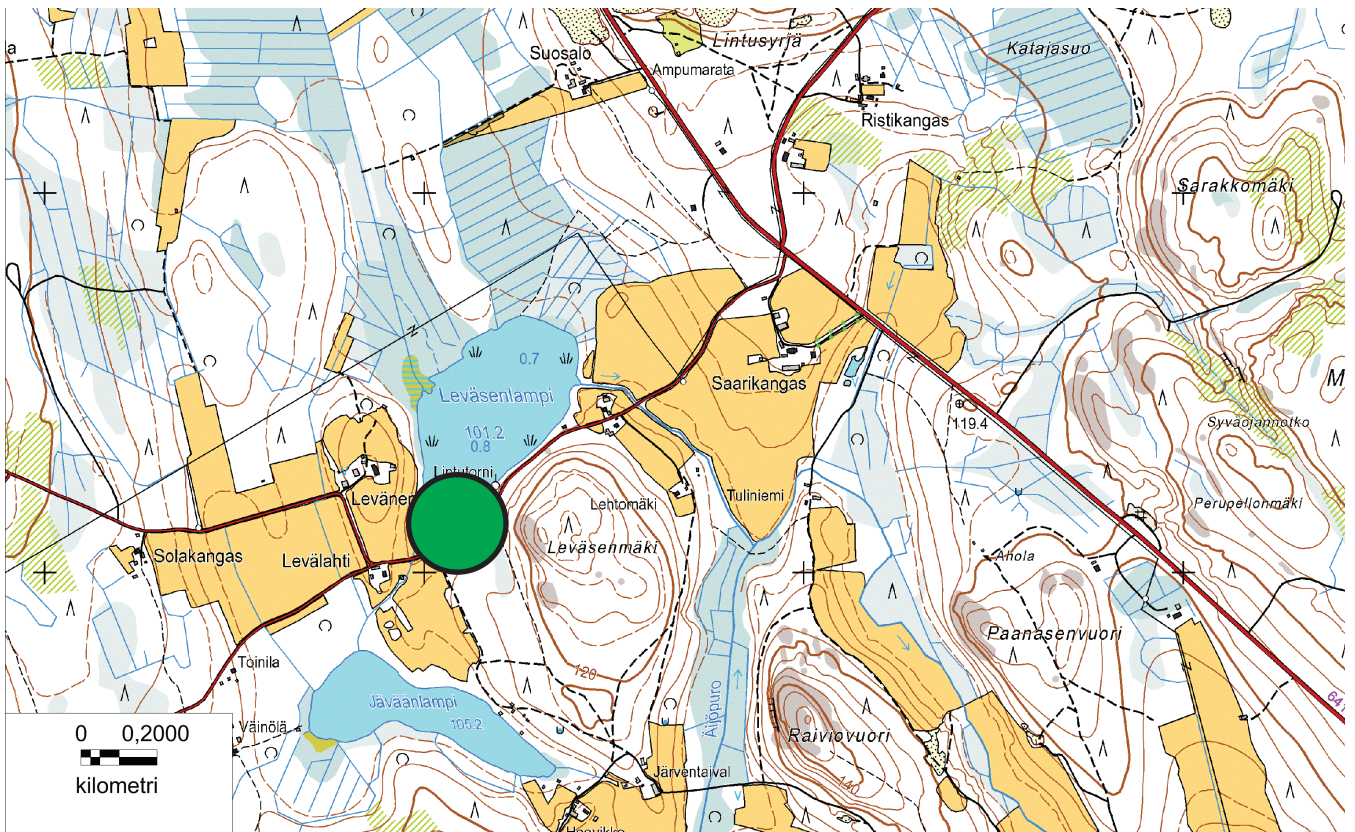 a
Suosalo
Lintusyrjä
Ampumarata
Katajasuo
Ristikangas
Sarakkomäki
0.7
Leväsenlampi
101.2
0.8
Saarikangas
M
119.4
Syväojannotko
Lintutorni
Levänen
Lehtomäki
Tuliniemi
Perupellonmäki
Solakangas
Levälahti
Leväsenmäki
Ahola
Paanasenvuori
Toinila
120
Jäväänlampi
105.2
Äijöpuro
641
Väinölä
Raiviovuori
Järventaival
140
0 0,2000
kilometri